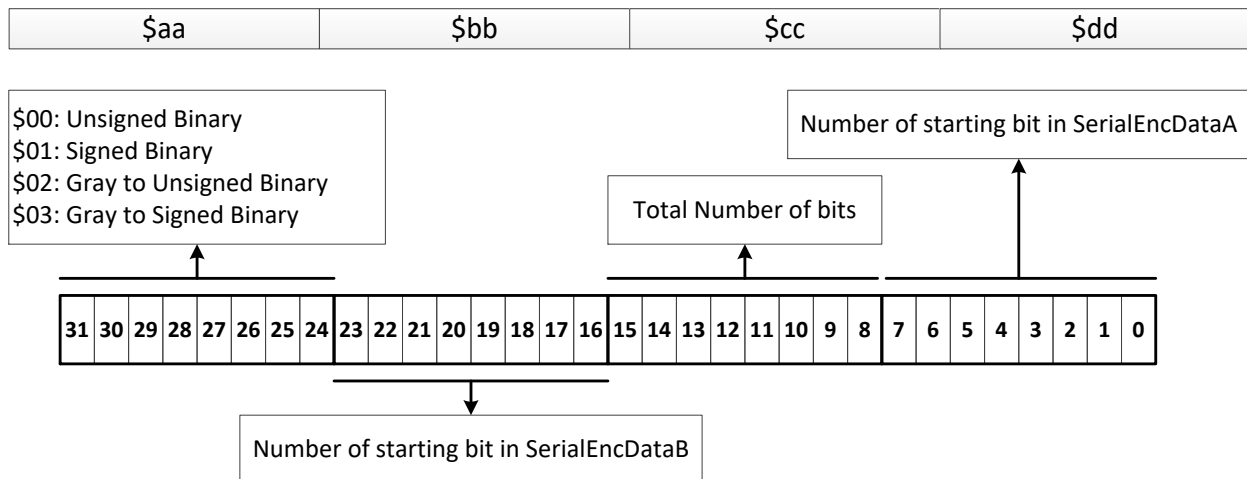 $aa $bb $cc $dd
$00: Unsigned Binary
$01: Signed Binary
$02: Gray to Unsigned Binary
$03: Gray to Signed Binary
Number of starting bit in SerialEncDataA
Total Number of bits
31 30 29 28 27 26 25 24 23 22 21 20 19 18 17 16 15 14 13 12 11 10 9 8 7 6 5 4 3 2 1 0
Number of starting bit in SerialEncDataB